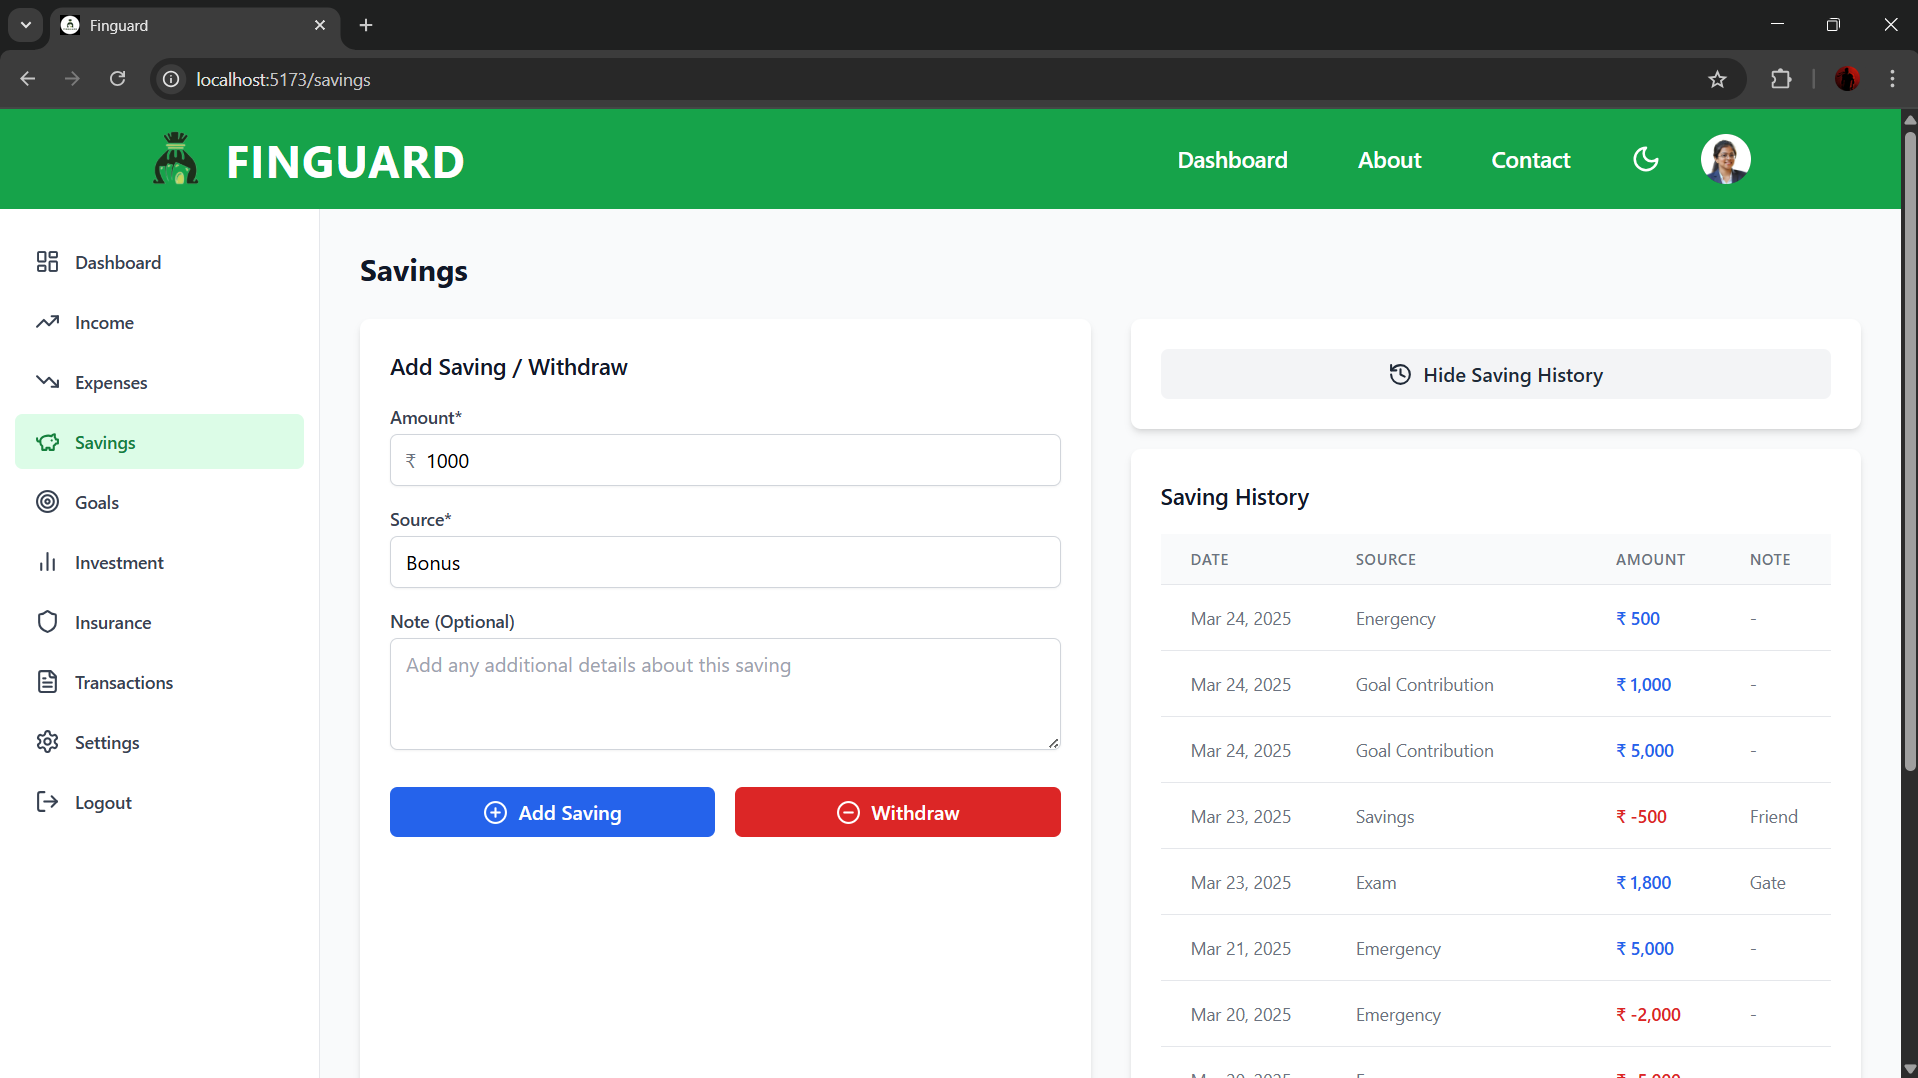 Finguard
localhost:5173/savings
FINGUARD
Dashboard
About
Contact
Dashboard
Income
Expenses
Savings
Goals
Investment
Insurance
Transactions
Settings
Logout
Savings
Add Saving / Withdraw
Amount*
₹ 1000
Source*
Bonus
Note (Optional)
Add any additional details about this saving
Add Saving
Withdraw
Hide Saving History
Saving History
DATE SOURCE AMOUNT NOTE
Mar 24, 2025 Energency ₹ 500 -
Mar 24, 2025 Goal Contribution ₹ 1,000 -
Mar 24, 2025 Goal Contribution ₹ 5,000 -
Mar 23, 2025 Savings ₹ -500 Friend
Mar 23, 2025 Exam ₹ 1,800 Gate
Mar 21, 2025 Emergency ₹ 5,000 -
Mar 20, 2025 Emergency ₹ -2,000 -